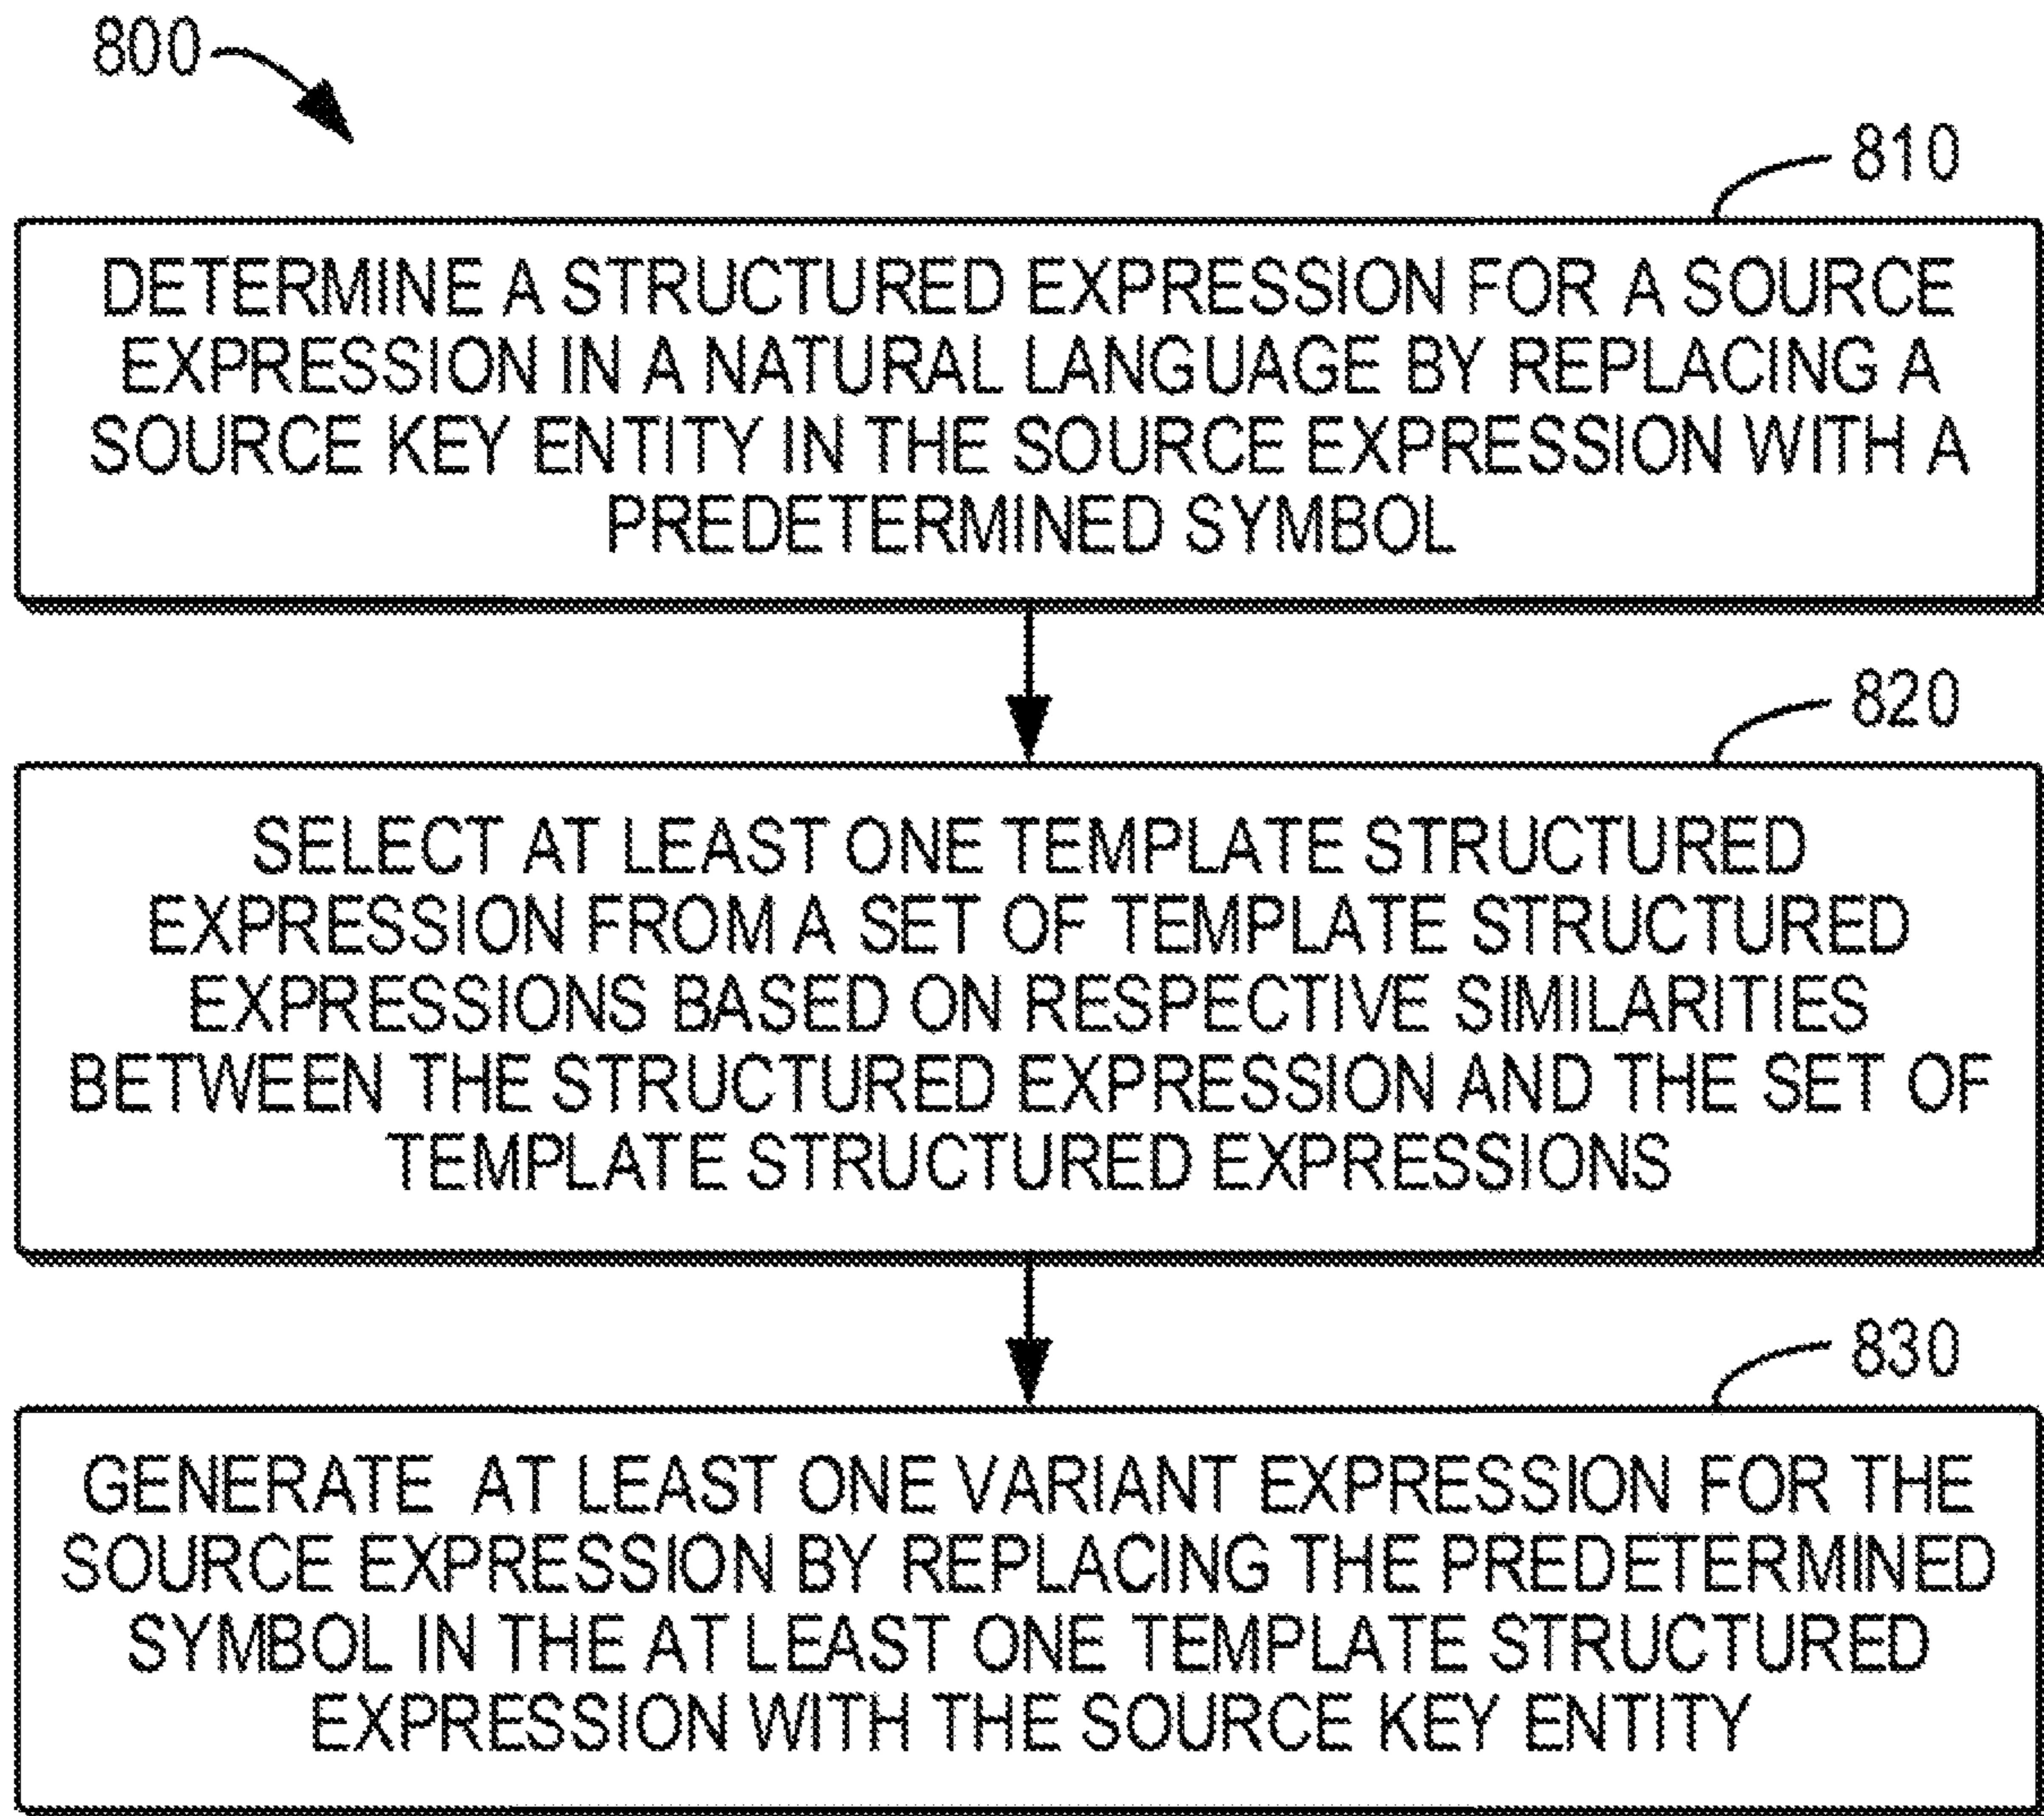 800
810
DETERMINE A STRUCTURED EXPRESSION FOR A SOURCE
EXPRESSION IN A NATURAL LANGUAGE BY REPLACING A
SOURCE KEY ENTITY IN THE SOURCE EXPRESSION WITH A
PREDETERMINED SYMBOL
820
SELECT AT LEAST ONE TEMPLATE STRUCTURED
EXPRESSION FROM A SET OF TEMPLATE STRUCTURED
EXPRESSIONS BASED ON RESPECTIVE SIMILARITIES
BETWEEN THE STRUCTURED EXPRESSION AND THE SET OF
TEMPLATE STRUCTURED EXPRESSIONS
830
GENERATE AT LEAST ONE VARIANT EXPRESSION FOR THE
SOURCE EXPRESSION BY REPLACING THE PREDETERMINED
SYMBOL IN THE AT LEAST ONE TEMPLATE STRUCTURED
EXPRESSION WITH THE SOURCE KEY ENTITY